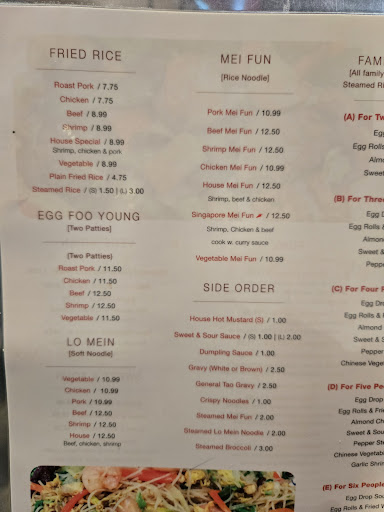 FRIED RICE
Roast Pork / 7.75
Chicken / 7.75
Beef / 8.99
Shrimp / 8.99
House Special / 8.99
Shrimp, chicken & pork
Vegetable / 8.99
Plain Fried Rice / 4.75
Steamed Rice / (S) 1.50 | (L) 3.00
EGG FOO YOUNG
[Two Patties]
(Two Patties)
Roast Pork / 11.50
Chicken / 11.50
Beef / 12.50
Shrimp / 12.50
Vegetable / 11.50
LO MEIN
[Soft Noodle]
Vegetable / 10.99
Chicken / 10.99
Pork / 10.99
Beef / 12.50
Shrimp / 12.50
House / 12.50
Beef, chicken, shrimp
MEI FUN
[Rice Noodle]
Pork Mei Fun / 10.99
Beef Mei Fun / 12.50
Shrimp Mei Fun / 12.50
Chicken Mei Fun / 10.99
House Mei Fun / 12.50
Shrimp, beef & chicken
Singapore Mei Fun / 12.50
Shrimp, Chicken & beef
cook w. curry sauce
Vegetable Mei Fun / 10.99
SIDE ORDER
House Hot Mustard (S) / 1.00
Sweet & Sour Sauce / (S) 1.00 | (L) 2.00
Dumpling Sauce / 1.00
Gravy (White or Brown) / 2.50
General Tao Gravy / 2.50
Crispy Noodles / 1.00
Steamed Mei Fun / 2.00
Steamed Lo Mein Noodle / 2.00
Steamed Broccoli / 3.00
FAM
[All family
Steamed Ri
(A) For Tw
Egg Rolls
Almo
Sweet
(B) For Three
Egg Dro
Egg Rolls &
Almond
Sweet &
Pepper
(C) For Four
Egg Drop
Egg Rolls &
Almond
Sweet & S
Pepper
Chinese Veget
(D) For Five Pe
Egg Drop
Egg Rolls & Frie
Almond Ch
Sweet & Sou
Pepper Ste
Chinese Vegetab
Garlic Shri
(E) For Six People
Egg Drop Sou
Egg Rolls & Fried W